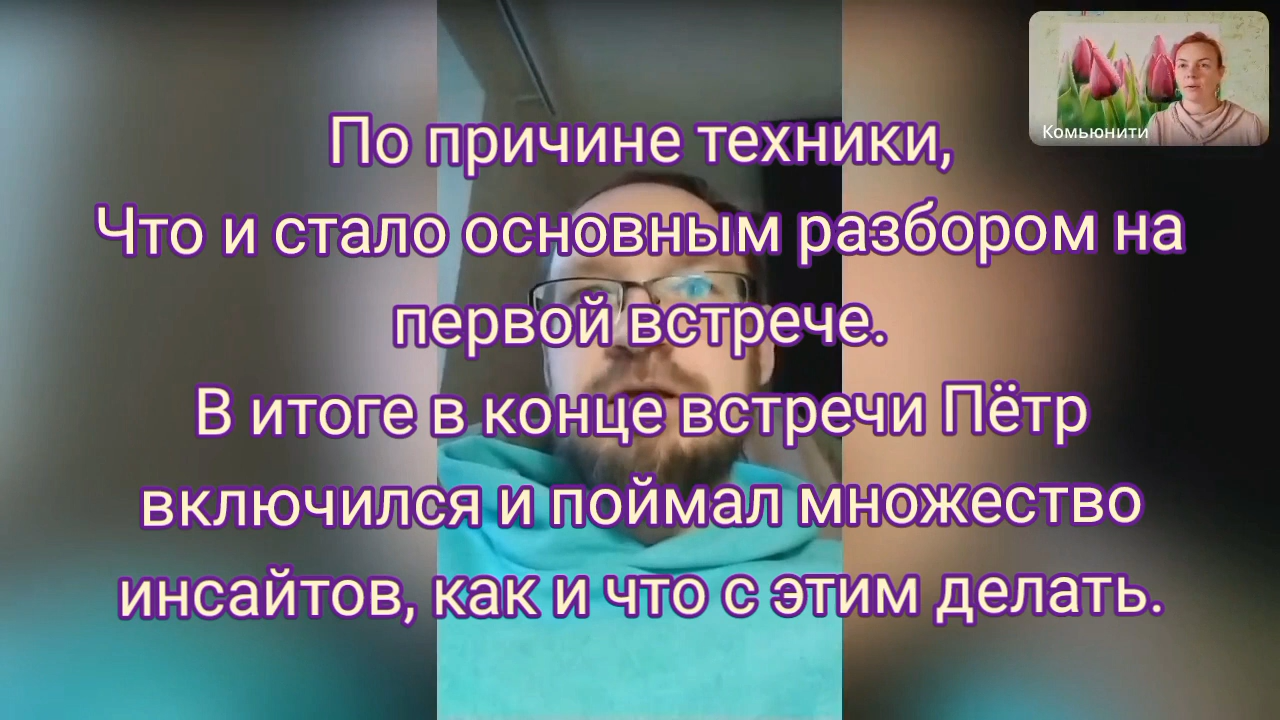 Комьюнити
По причине техники,
Что и стало основным разбором на
первой встрече.
В итоге в конце встречи Пётр
включился и поймал множество
инсайтов, как и что с этим делать.